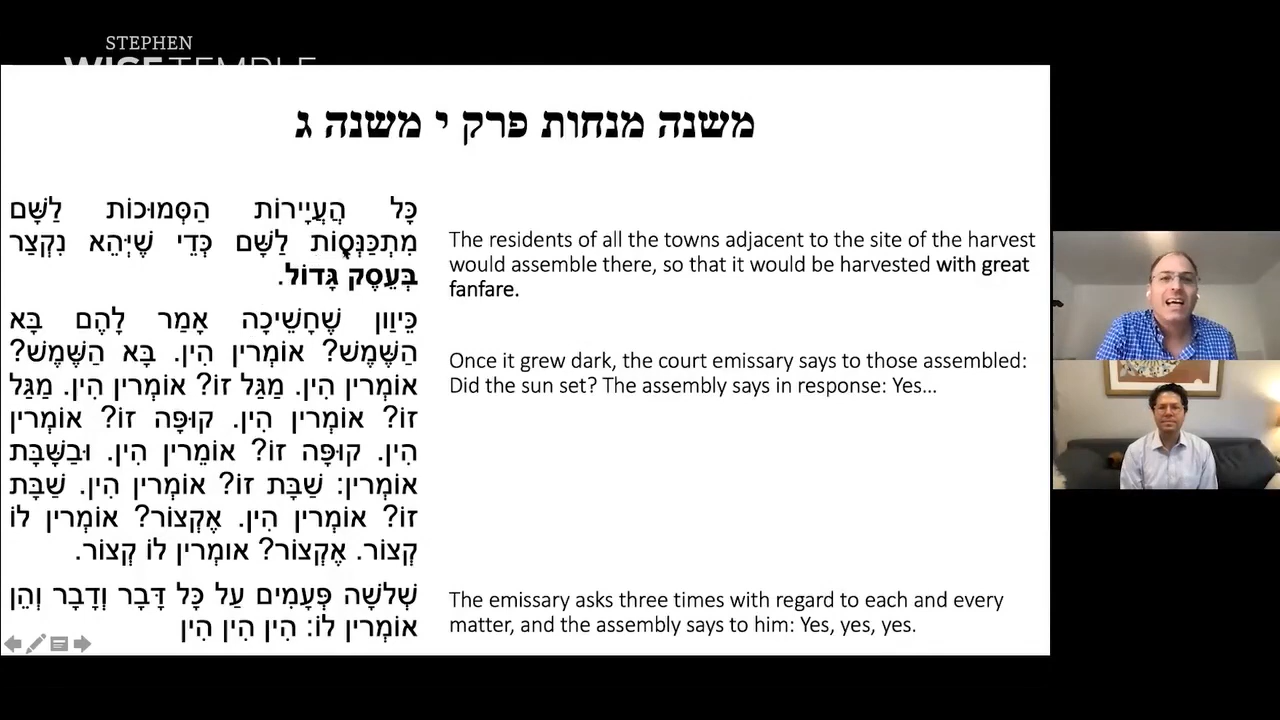 STEPHEN
WISE TEMPLE
משנה מנחות פרק י משנה ג
כָּל הָעֲיָירוֹת הַסְּמוּכוֹת לַשָּׁם
מִתְכַּנְּסוֹת לַשָּׁם כְּדֵי שֶׁיְּהֵא נִקְצַר
בְּעֵסֶק גָּדוֹל.
כֵּיוָון שֶׁחֲשֵׁיכָה אָמַר לָהֶם בָּא
הַשֶּׁמֶשׁ? אוֹמְרִין הִין. בָּא הַשֶּׁמֶשׁ?
אוֹמְרִין הִין. מַגַּל זוֹ? אוֹמְרִין הִין. מַגַּל
זוֹ? אוֹמְרִין הִין. קוּפָּה זוֹ? אוֹמְרִין
הִין. קוּפָּה זוֹ? אוֹמְרִין הִין. וּבַשַּׁבָּת
אוֹמְרִין: שַׁבָּת זוֹ? אוֹמְרִין הִין. שַׁבָּת
זוֹ? אוֹמְרִין הִין. אֶקְצוֹר? אוֹמְרִין לוֹ
קְצוֹר. אֶקְצוֹר? אומְרין לוֹ קְצוֹר.
שְׁלֹשָׁה פְּעָמִים עַל כָּל דָּבָר וְדָבָר וְהֵן
אוֹמְרִין לוֹ: הִין הִין הִין
The residents of all the towns adjacent to the site of the harvest
would assemble there, so that it would be harvested with great
fanfare.
Once it grew dark, the court emissary says to those assembled:
Did the sun set? The assembly says in response: Yes…
The emissary asks three times with regard to each and every
matter, and the assembly says to him: Yes, yes, yes.